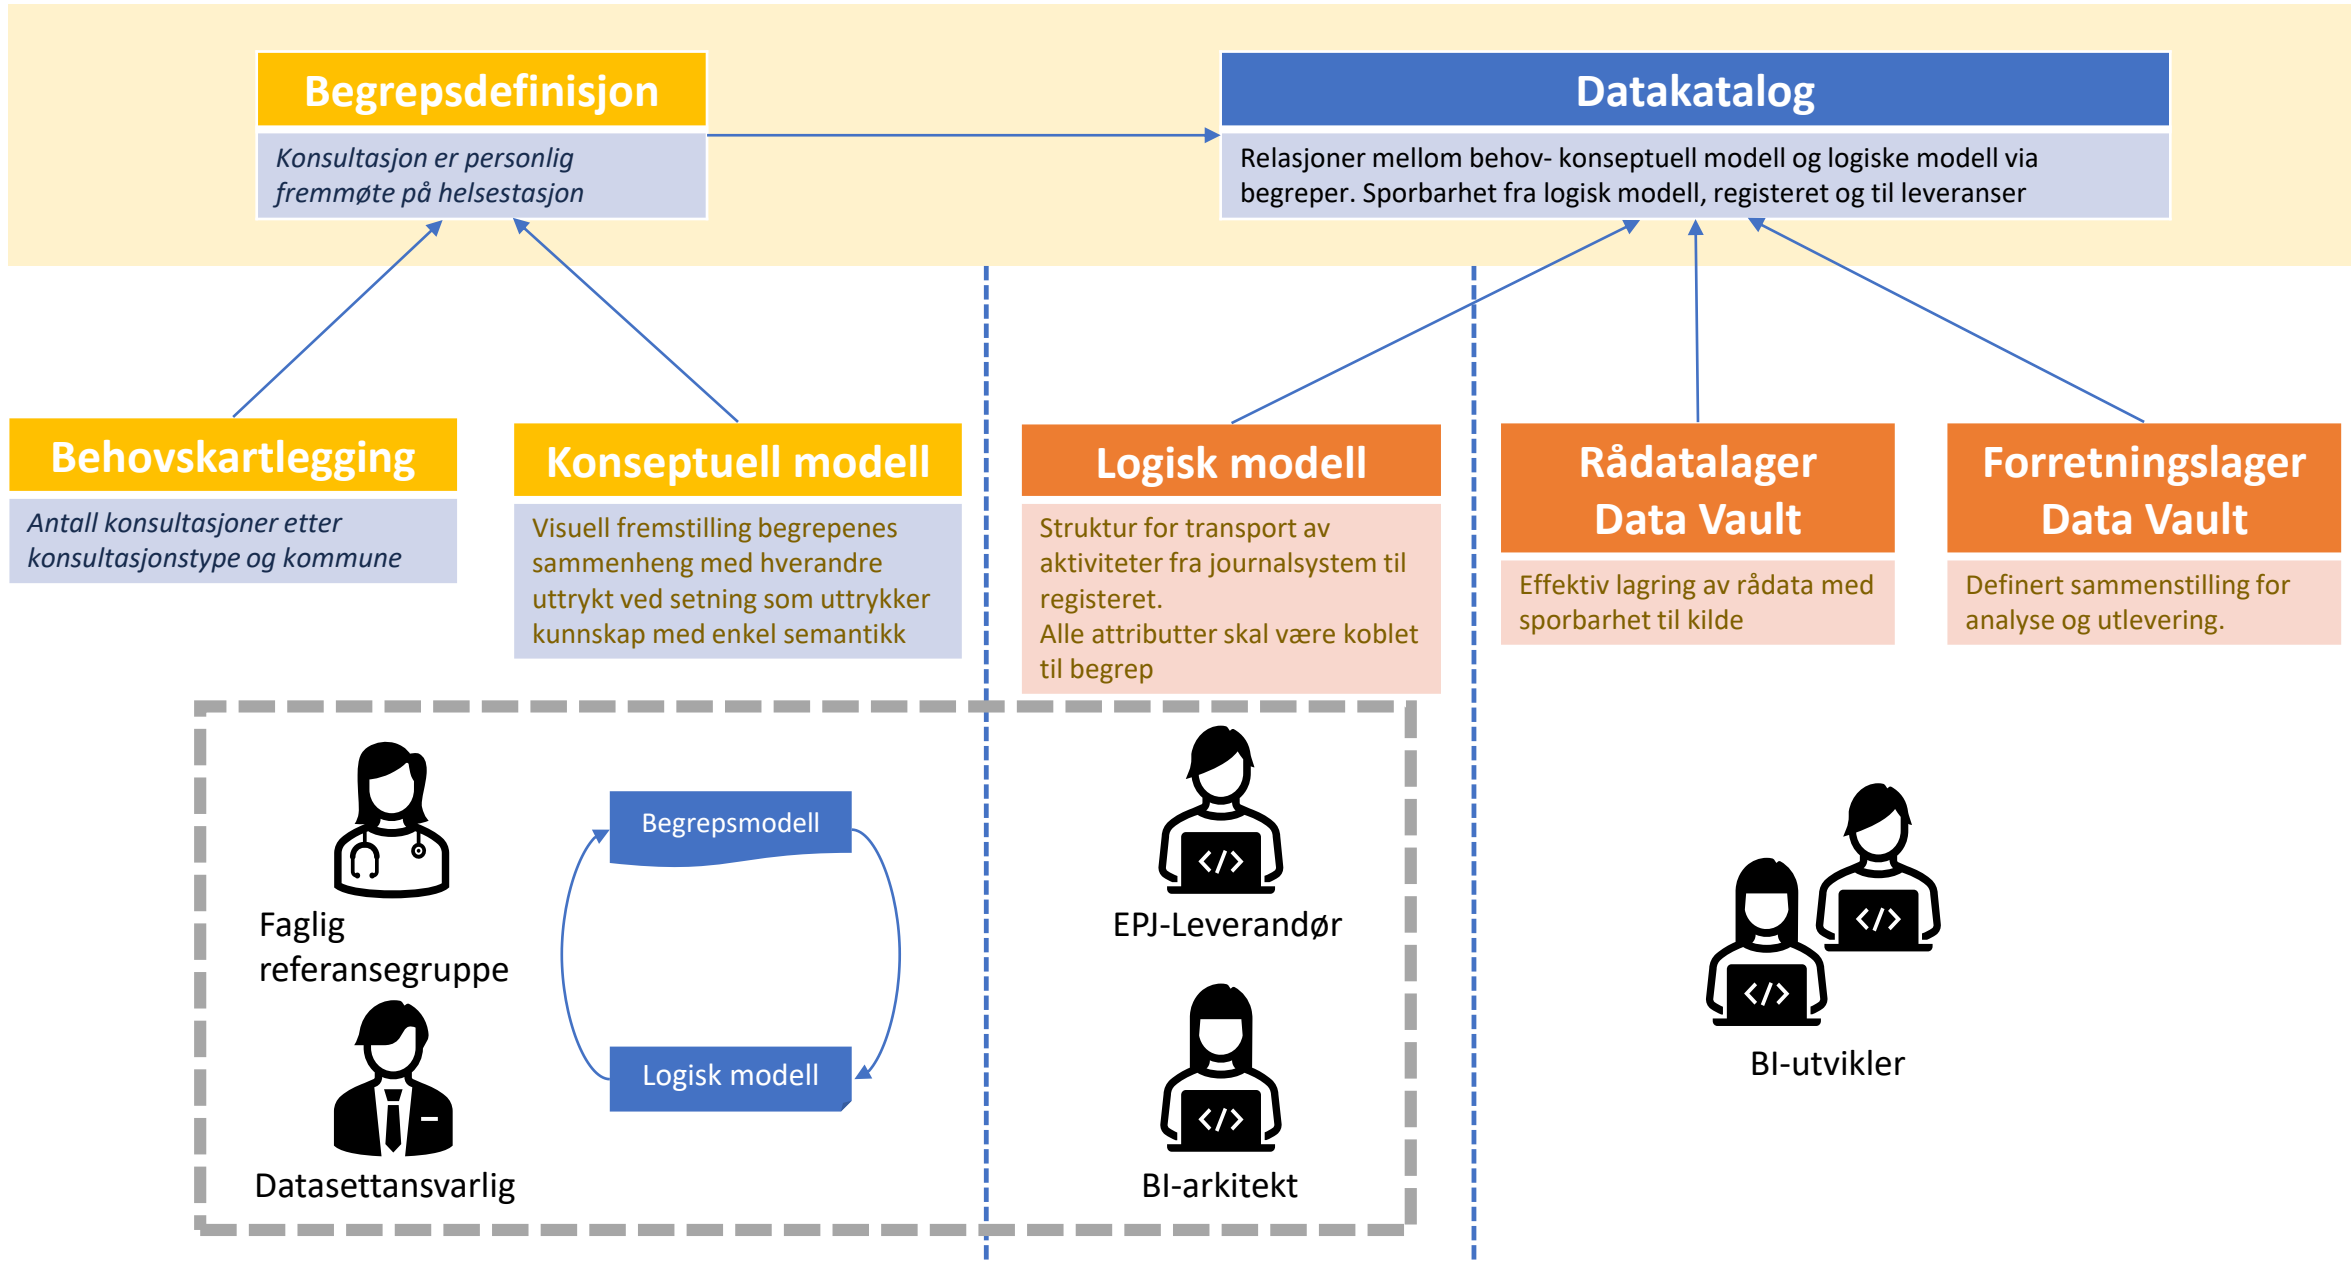 Begrepsdefinisjon
Konsultasjon er personlig
fremmøte på helsestasjon
Datakatalog
Relasjoner mellom behov- konseptuell modell og logiske modell via
begreper. Sporbarhet fra logisk modell, registeret og til leveranser
Behovskartlegging
Antall konsultasjoner etter
konsultasjonstype og kommune
Konseptuell modell
Visuell fremstilling begrepenes
sammenheng med hverandre
uttrykt ved setning som uttrykker
kunnskap med enkel semantikk
Logisk modell
Struktur for transport av
aktiviteter fra journalsystem til
registeret.
Alle attributter skal være koblet
til begrep
Rådatalager
Data Vault
Effektiv lagring av rådata med
sporbarhet til kilde
Forretningslager
Data Vault
Definert sammenstilling for
analyse og utlevering.
Faglig
referansegruppe
Datasettansvarlig
Begrepsmodell
Logisk modell
</>
EPJ-Leverandør
</>
BI-arkitekt
</>
</>
BI-utvikler